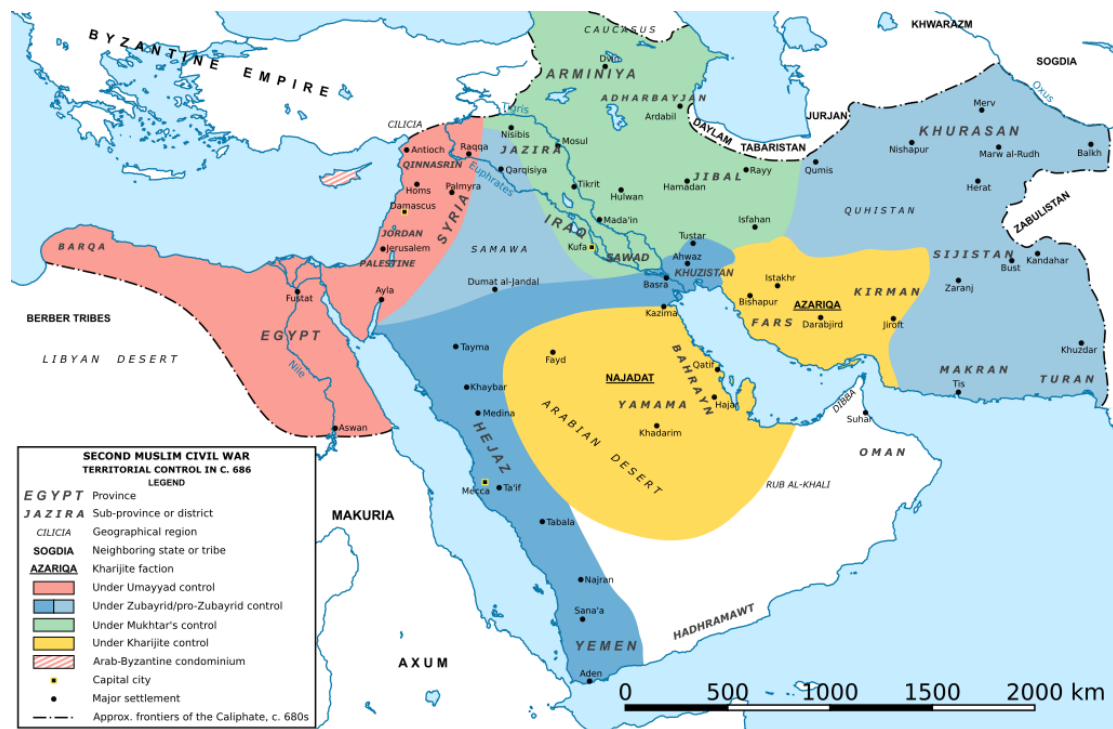 CAUCASUS
KHWARAZM
BYZANTINE EMPIRE
Dvin
ARMINIYA
SOGDIA
Oxus
ADHARBAYJAN
Ardabil
Tigris
Merv
CILICIA
Nisibis
DAYLAM
JURJAN
KHURASAN
Antioch
Raqqa
JAZIRA
Mosul
TABARISTAN
Nishapur
Marw al-Rudh
Balkh
QINNASRIN
Euphrates
Qarqisiya
JIBAL
Rayy
Qumis
Homs
Palmyra
Tikrit
Hulwan
Hamadan
Herat
Damascus
SYRIA
QUHISTAN
ZABULISTAN
JORDAN
IRAQ
Mada'in
Isfahan
BARQA
Jerusalem
SAMAWA
Kufa
SAWAD
Tustar
Ahwaz
SIJISTAN
Bust
Kandahar
PALESTINE
KHUZISTAN
Fustat
Ayla
Dumat al-Jandal
Basra
Istakhr
Zaranj
BERBER TRIBES
Bishapur
AZARIQA
KIRMAN
Kazima
FARS
Darabjird
Jiroft
EGYPT
LIBYAN DESERT
Tayma
Fayd
Khuzdar
Nile
Khaybar
NAJADAT
BAHRAYN
Qatif
MAKRAN
Tis
TURAN
Medina
YAMAMA
Hajar
DIBBA
Suhar
Aswan
HEJAZ
ARABIAN DESERT
Khadarim
OMAN
Mecca
Ta'if
RUB AL-KHALI
MAKURIA
Tabala
Najran
Sana'a
HADHRAMAWT
YEMEN
AXUM
Aden
SECOND MUSLIM CIVIL WAR
TERRITORIAL CONTROL IN C. 686
LEGEND
EGYPT Province
JAZIRA Sub-province or district
CILICIA Geographical region
SOGDIA Neighboring state or tribe
AZARIQA Kharijite faction
Under Umayyad control
Under Zubayrid/pro-Zubayrid control
Under Mukhtar's control
Under Kharijite control
Arab-Byzantine condominium
Capital city
Major settlement
Approx. frontiers of the Caliphate, c. 680s
0 500 1000 1500 2000 km